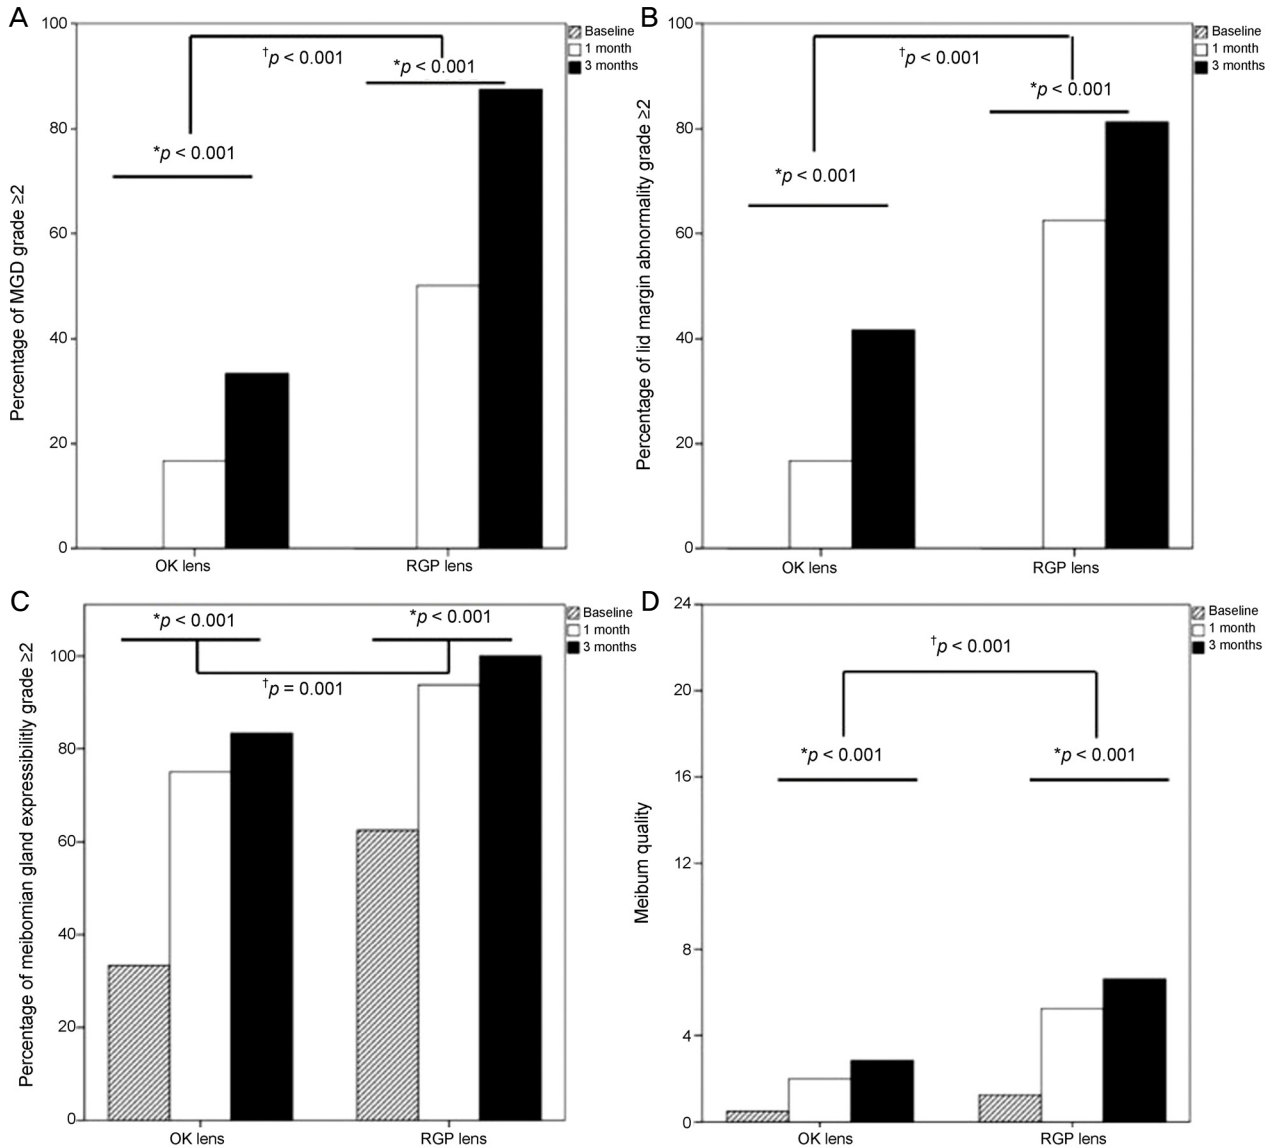 A
Percentage of MGD grade ≥2
100
80
60
40
20
0
†p < 0.001
*p < 0.001
*p < 0.001
OK lens
RGP lens
Baseline
1 month
3 months
B
Percentage of lid margin abnormality grade ≥2
100
80
60
40
20
0
†p < 0.001
*p < 0.001
*p < 0.001
OK lens
RGP lens
Baseline
1 month
3 months
C
Percentage of meibomian gland expressibitlty grade ≥2
100
80
60
40
20
0
*p < 0.001
*p < 0.001
†p = 0.001
OK lens
RGP lens
Baseline
1 month
3 months
D
Meibum quality
24
20
16
12
8
4
0
†p < 0.001
*p < 0.001
*p < 0.001
OK lens
RGP lens
Baseline
1 month
3 months